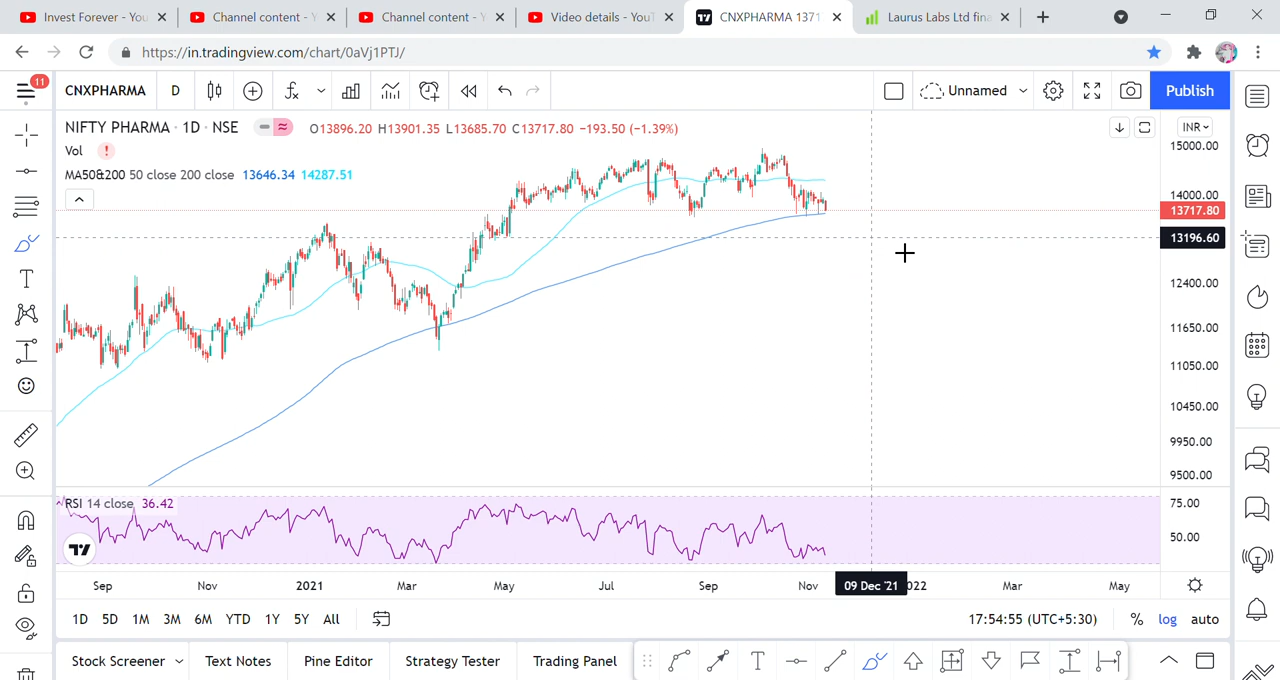 Invest Forever - You
Channel content - Y
Channel content - Y
Video details - YouT
CNXPHARMA 1371
Laurus Labs Ltd fina
https://in.tradingview.com/chart/0aVj1PTJ/
11
CNXPHARMA
D
Unnamed
Publish
NIFTY PHARMA · 1D · NSE
O13896.20 H13901.35 L13685.70 C13717.80 −193.50 (−1.39%)
INR
Vol
MA50&200 50 close 200 close 13646.34 14287.51
15000.00
14000.00
13717.80
13196.60
12400.00
11650.00
11050.00
10450.00
9950.00
9500.00
RSI 14 close 36.42
75.00
50.00
Sep
Nov
2021
Mar
May
Jul
Sep
Nov
09 Dec '21
022
Mar
May
1D 5D 1M 3M 6M YTD 1Y 5Y All
17:54:55 (UTC+5:30)
% log auto
Stock Screener
Text Notes
Pine Editor
Strategy Tester
Trading Panel